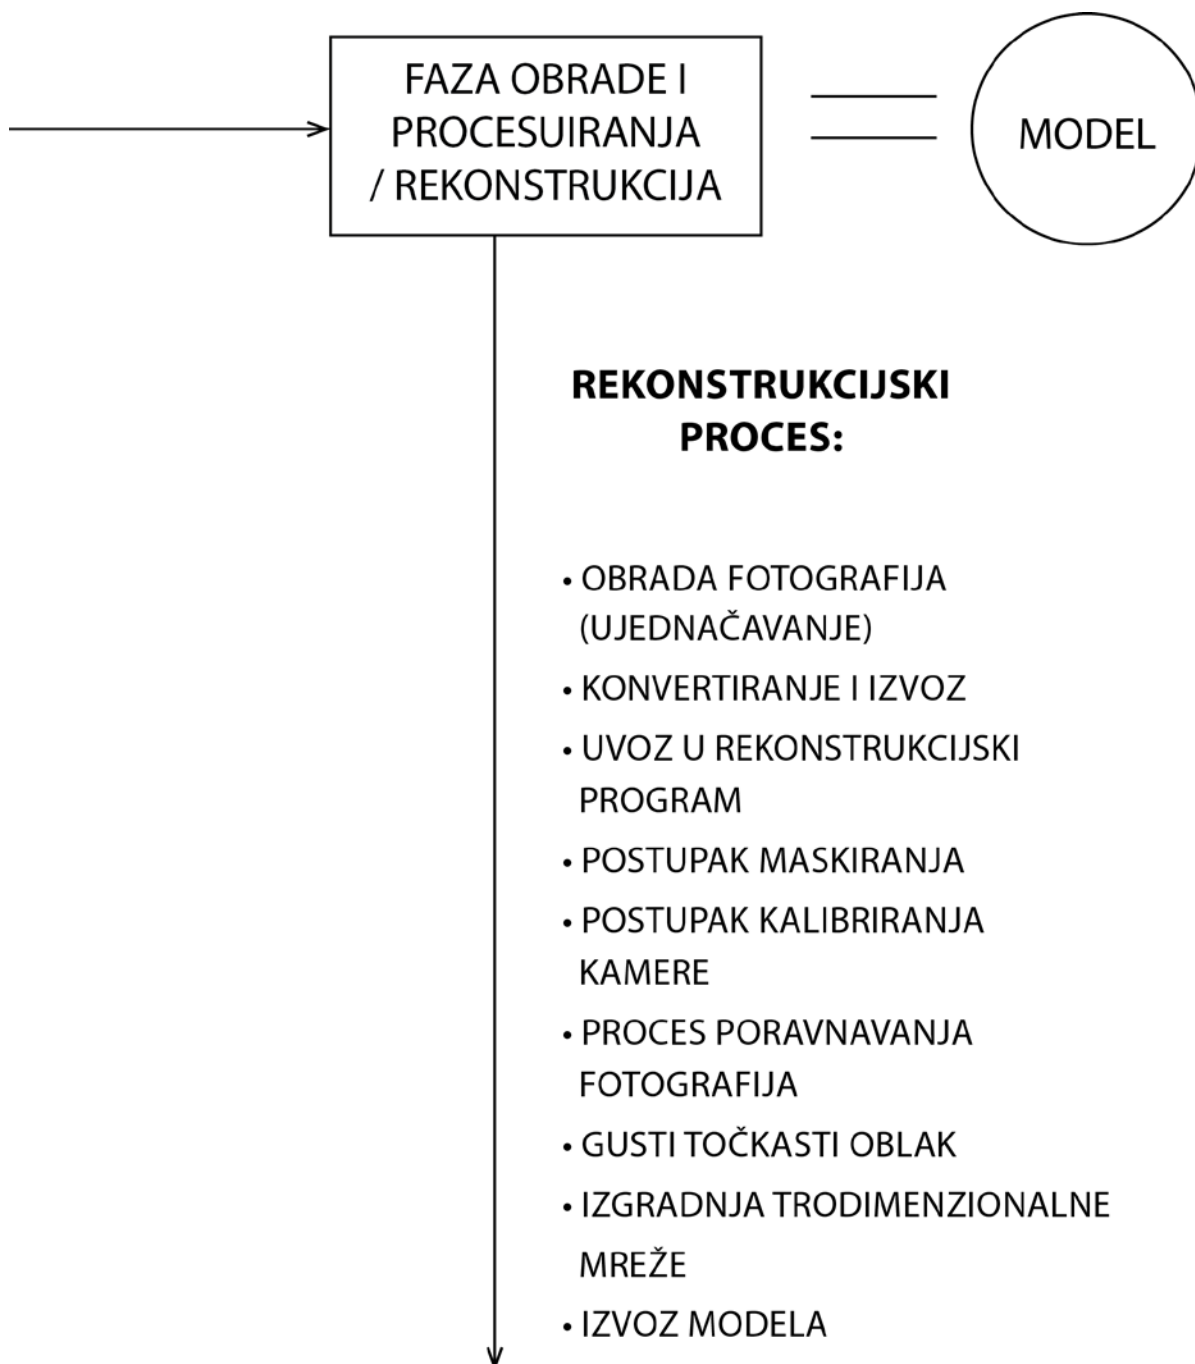 FAZA OBRADE I
PROCESUIRANJA
/ REKONSTRUKCIJA
MODEL
REKONSTRUKCIJSKI
PROCES:
• OBRADA FOTOGRAFIJA
(UJEDNAČAVANJE)
• KONVERTIRANJE I IZVOZ
• UVOZ U REKONSTRUKCIJSKI
PROGRAM
• POSTUPAK MASKIRANJA
• POSTUPAK KALIBRIRANJA
KAMERE
• PROCES PORAVNAVANJA
FOTOGRAFIJA
• GUSTI TOČKASTI OBLAK
• IZGRADNJA TRODIMENZIONALNE
MREŽE
• IZVOZ MODELA